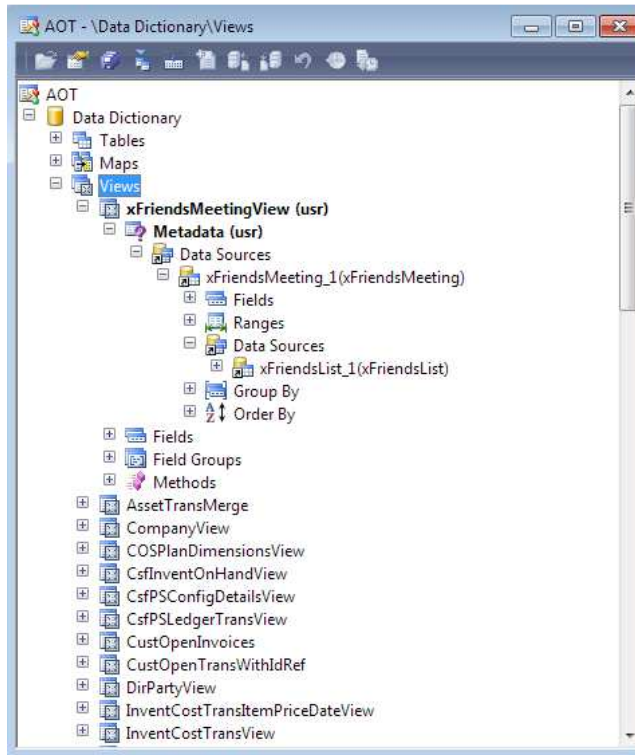 AOT - \Data Dictionary\Views
AOT
Data Dictionary
Tables
Maps
Views
xFriendsMeetingView (usr)
Metadata (usr)
Data Sources
xFriendsMeeting_1(xFriendsMeeting)
Fields
Ranges
Data Sources
xFriendsList_1(xFriendsList)
Group By
Order By
Fields
Field Groups
Methods
AssetTransMerge
CompanyView
COSPlanDimensionsView
CsfInventOnHandView
CsfPSConfigDetailsView
CsfPSLedgerTransView
CustOpenInvoices
CustOpenTransWithIdRef
DirPartyView
InventCostTransItemPriceDateView
InventCostTransView